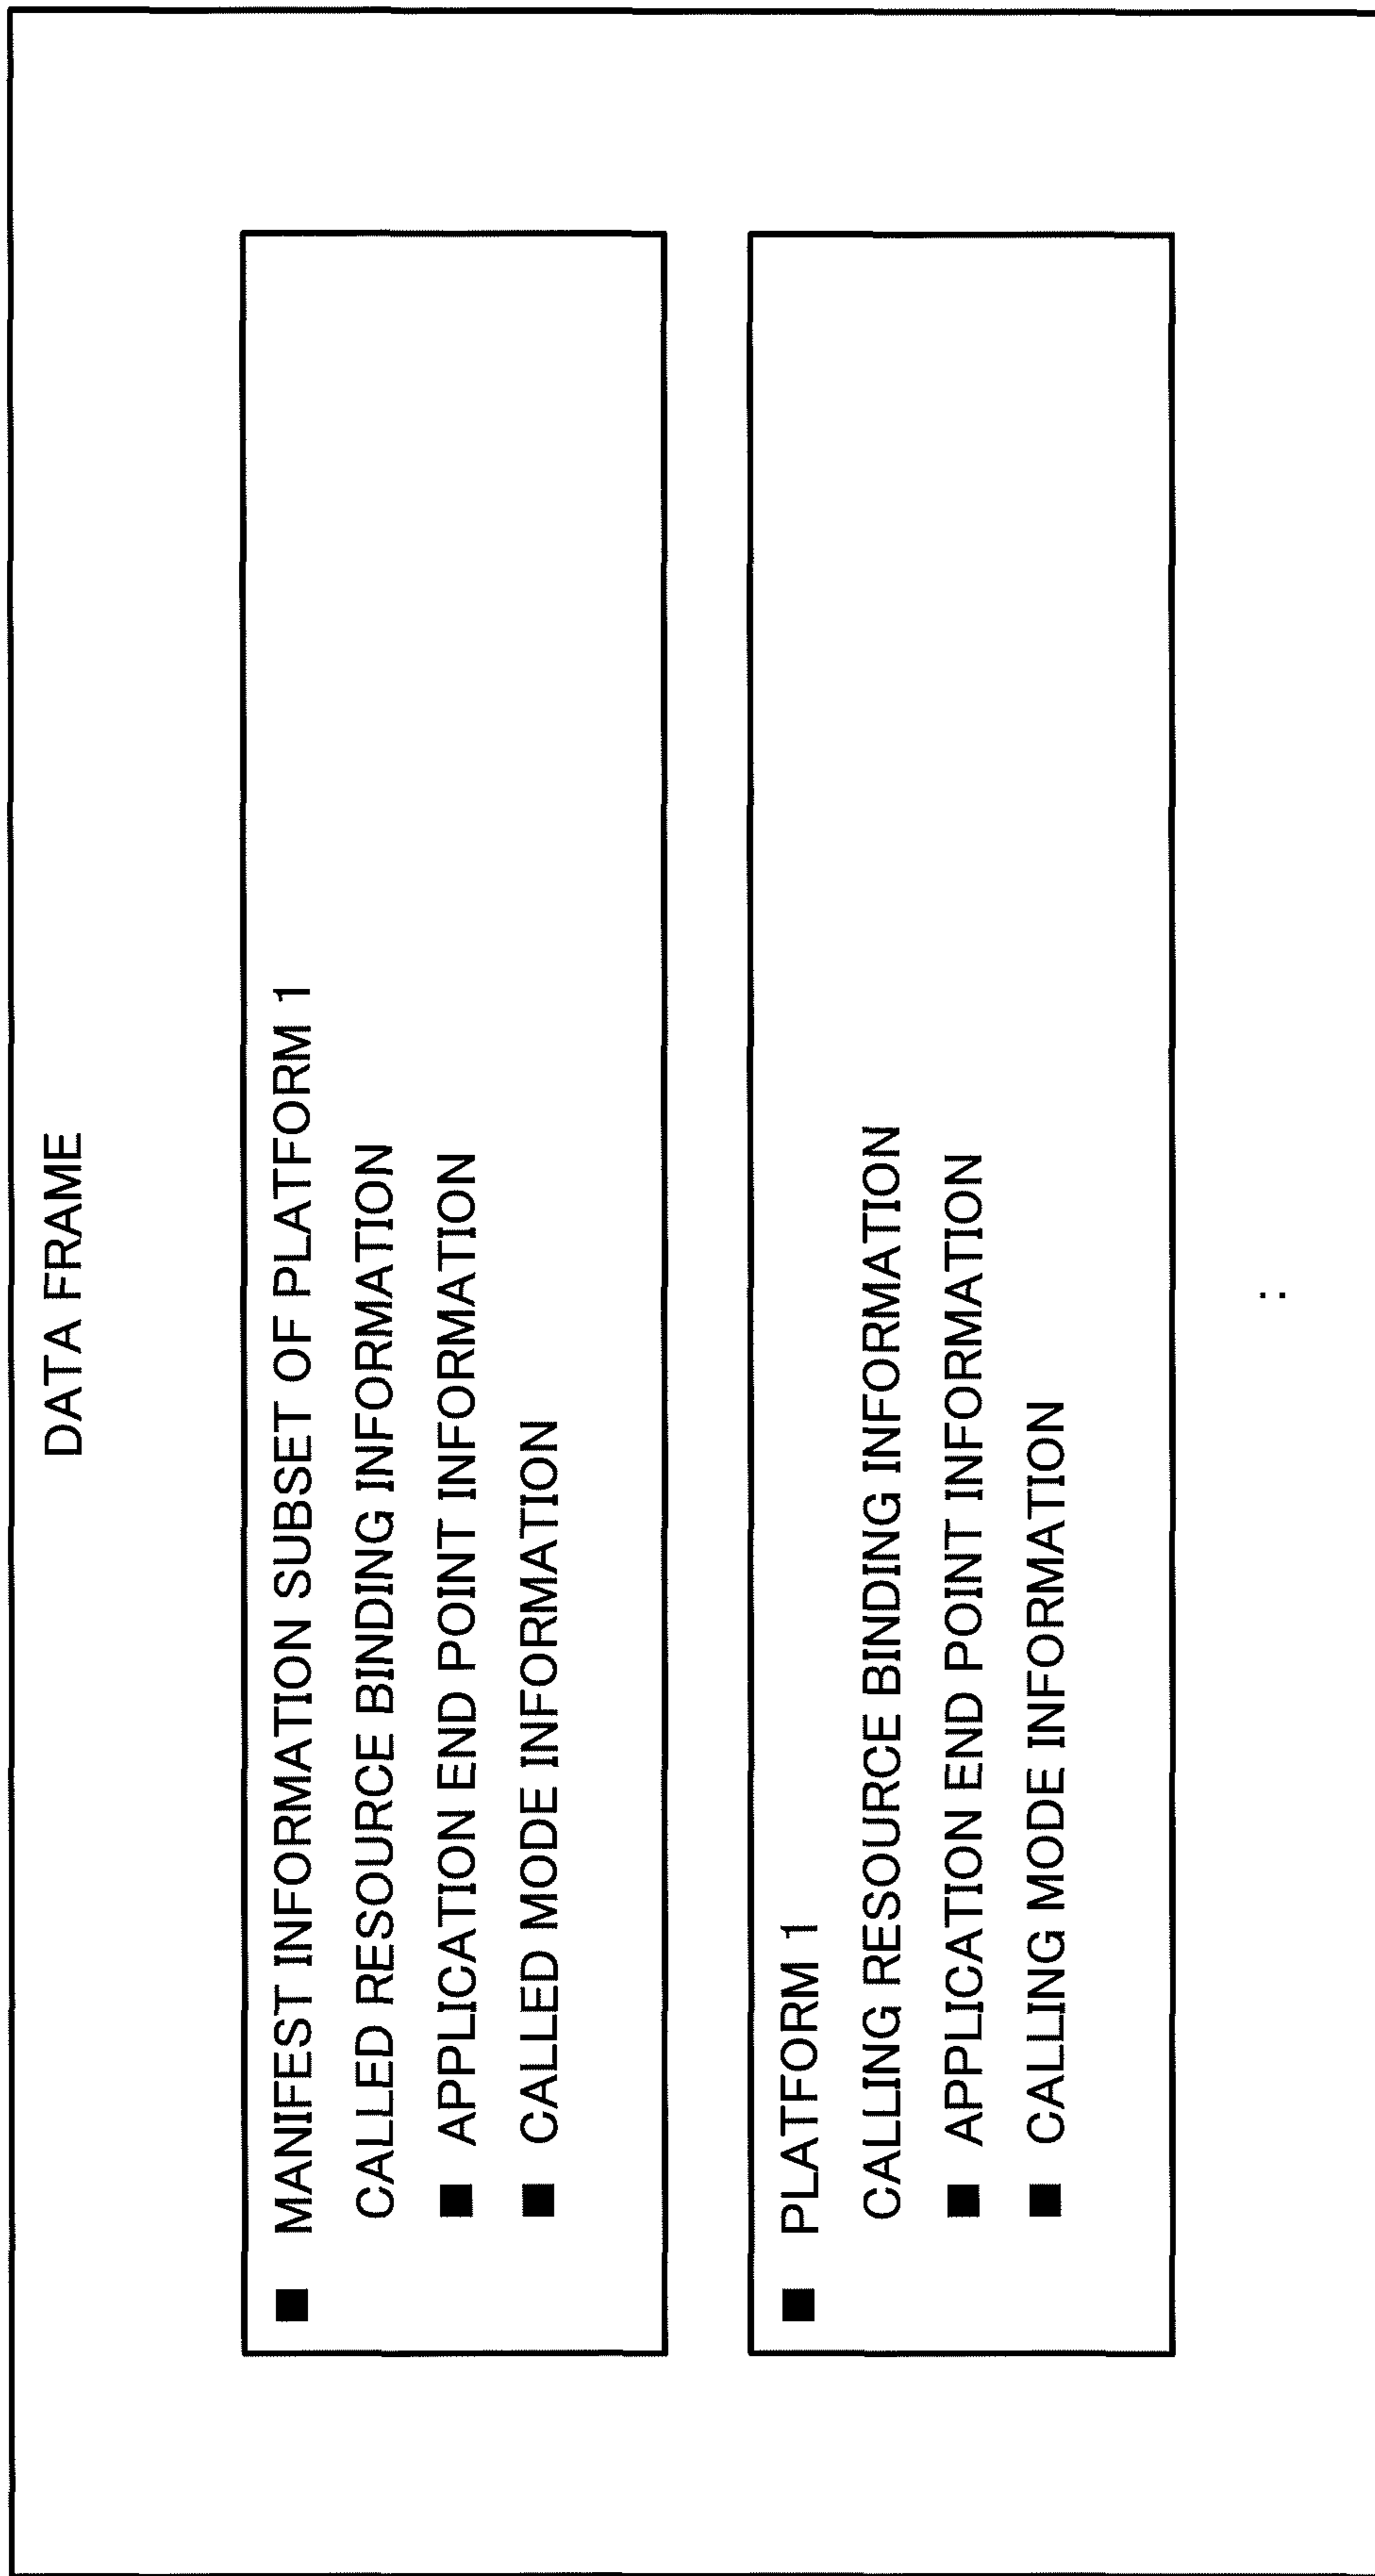 DATA FRAME
■ MANIFEST INFORMATION SUBSET OF PLATFORM 1
CALLED RESOURCE BINDING INFORMATION
■ APPLICATION END POINT INFORMATION
■ CALLED MODE INFORMATION
■ PLATFORM 1
CALLING RESOURCE BINDING INFORMATION
■ APPLICATION END POINT INFORMATION
■ CALLING MODE INFORMATION
: